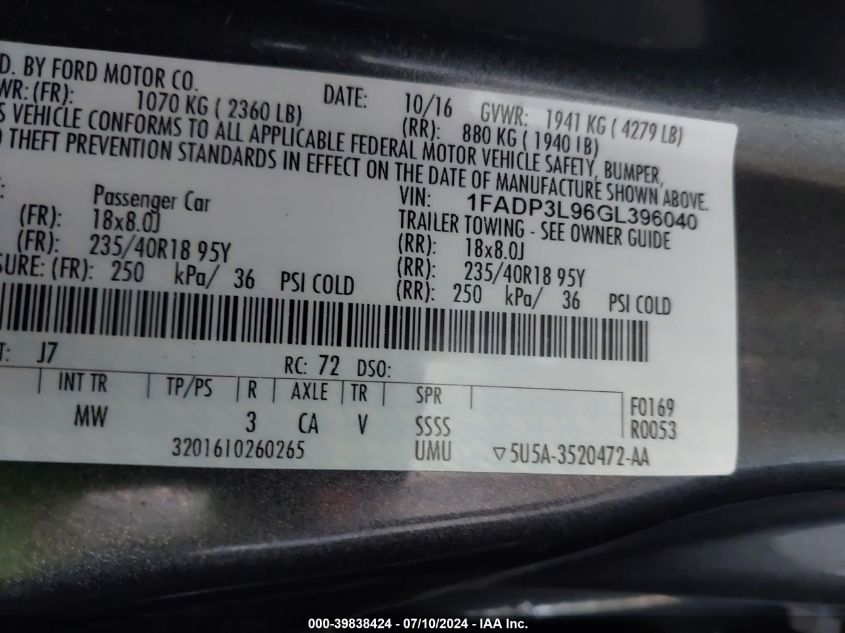 D. BY FORD MOTOR CO.
DATE: 10/16 GVWR: 1941 KG ( 4279 LB)
WR: (FR): 1070 KG ( 2360 LB) (RR): 880 KG ( 1940 LB)
S VEHICLE CONFORMS TO ALL APPLICABLE FEDERAL MOTOR VEHICLE SAFETY, BUMPER,
THEFT PREVENTION STANDARDS IN EFFECT ON THE DATE OF MANUFACTURE SHOWN ABOVE.
VIN: 1FADP3L96GL396040
Passenger Car TRAILER TOWING - SEE OWNER GUIDE
(FR): 18x8.0J (RR): 18x8.0J
(FR): 235/40R18 95Y (RR): 235/40R18 95Y
SURE: (FR): 250 kPa/ 36 PSI COLD (RR): 250 kPa/ 36 PSI COLD
T: J7 RC: 72 DSO:
INT TR TP/PS R AXLE TR SPR
MW 3 CA V SSSS
F0169
R0053
3201610260265 UMU ▽5U5A-3520472-AA
000-39838424 - 07/10/2024 - IAA Inc.